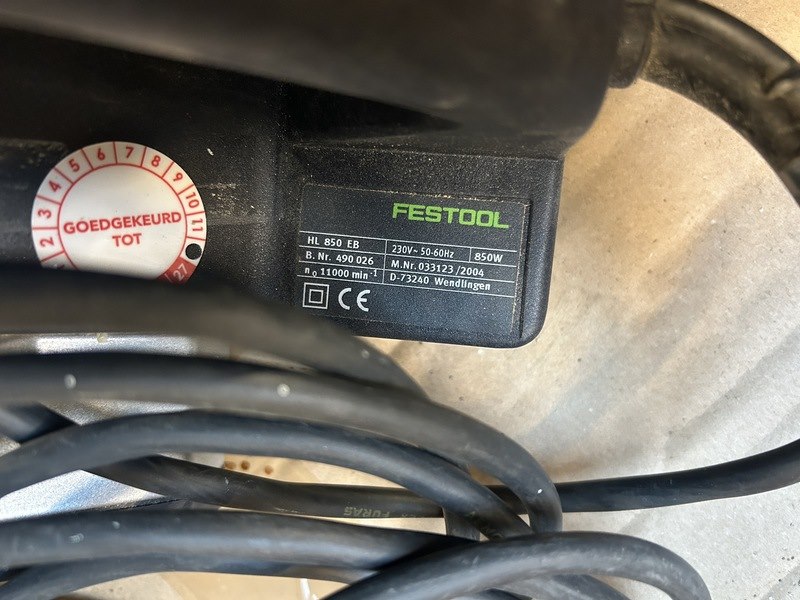 FESTOOL
HL 850 EB
230V~ 50-60Hz
850W
B. Nr. 490 026
M.Nr. 033123 /2004
n₀ 11000 min⁻¹
D-73240 Wendlingen
CE
2 3 4 5 6 7 8 9 10 11
GOEDGEKEURD
TOT
27
FURAS